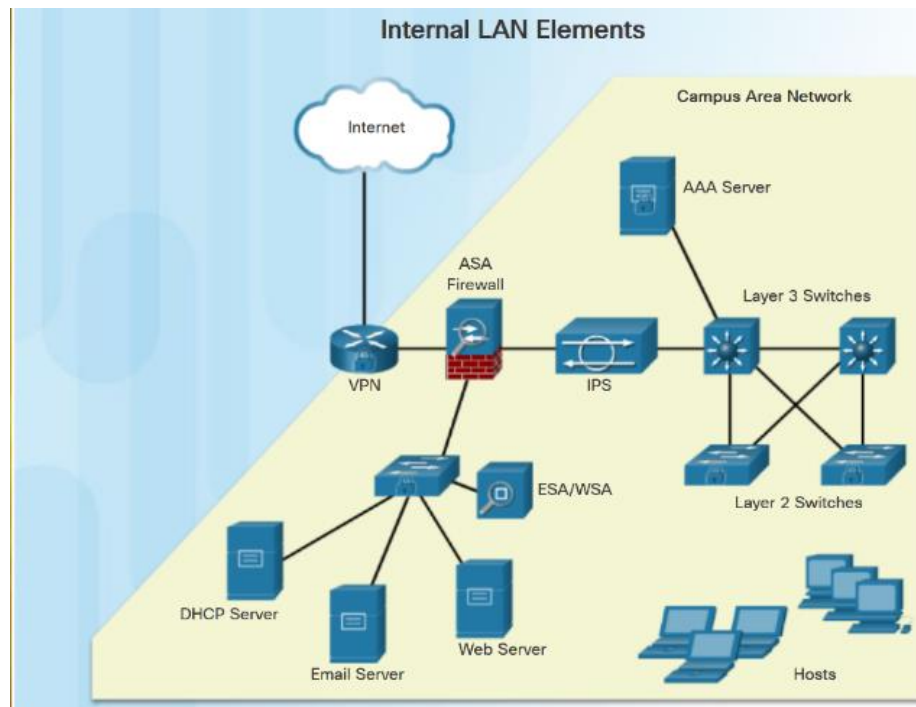 Internal LAN Elements
Campus Area Network
Internet
AAA Server
ASA
Firewall
Layer 3 Switches
VPN
IPS
ESA/WSA
Layer 2 Switches
DHCP Server
Email Server
Web Server
Hosts